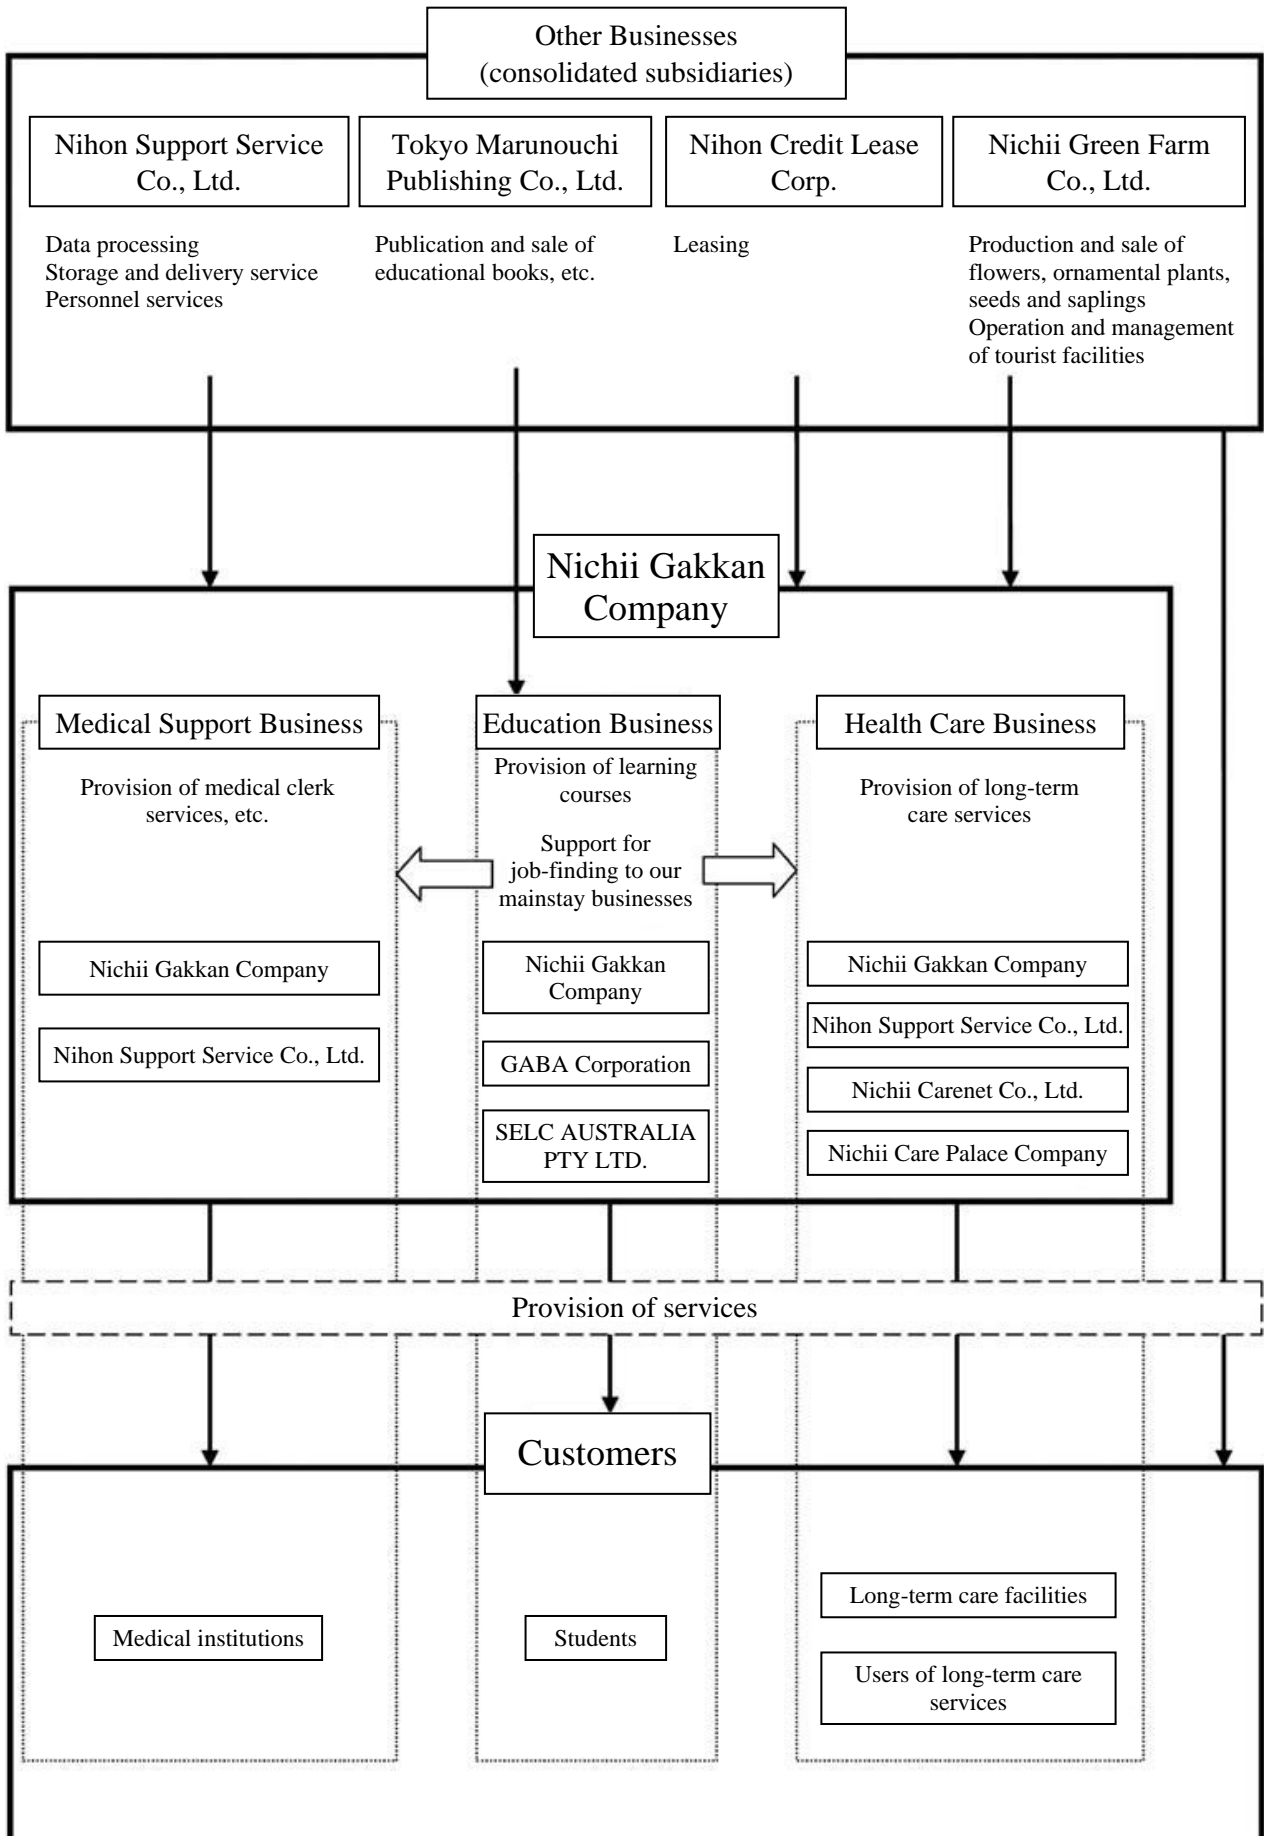 Other Businesses
(consolidated subsidiaries)
Nihon Support Service
Co., Ltd.
Tokyo Marunouchi
Publishing Co., Ltd.
Nihon Credit Lease
Corp.
Nichii Green Farm
Co., Ltd.
Data processing
Storage and delivery service
Personnel services
Publication and sale of
educational books, etc.
Leasing
Production and sale of
flowers, ornamental plants,
seeds and saplings
Operation and management
of tourist facilities
Nichii Gakkan
Company
Medical Support Business
Provision of medical clerk
services, etc.
Nichii Gakkan Company
Nihon Support Service Co., Ltd.
Education Business
Provision of learning
courses
Support for
job-finding to our
mainstay businesses
Nichii Gakkan
Company
GABA Corporation
SELC AUSTRALIA
PTY LTD.
Health Care Business
Provision of long-term
care services
Nichii Gakkan Company
Nihon Support Service Co., Ltd.
Nichii Carenet Co., Ltd.
Nichii Care Palace Company
Provision of services
Customers
Medical institutions
Students
Long-term care facilities
Users of long-term care
services